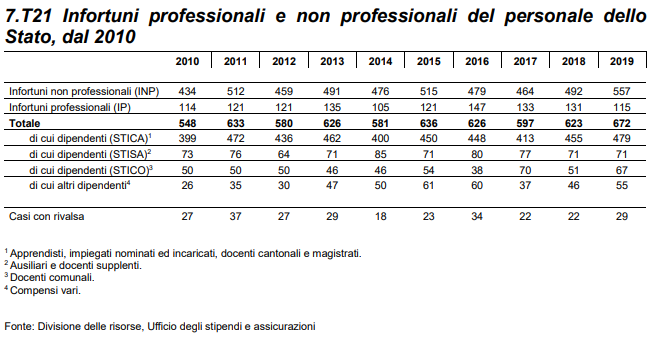 7.T21 Infortuni professionali e non professionali del personale dello
Stato, dal 2010
2010 2011 2012 2013 2014 2015 2016 2017 2018 2019
Infortuni non professionali (INP) 434 512 459 491 476 515 479 464 492 557
Infortuni professionali (IP) 114 121 121 135 105 121 147 133 131 115
Totale 548 633 580 626 581 636 626 597 623 672
di cui dipendenti (STICA)¹ 399 472 436 462 400 450 448 413 455 479
di cui dipendenti (STISA)² 73 76 64 71 85 71 80 77 71 71
di cui dipendenti (STICO)³ 50 50 50 46 46 54 38 70 51 67
di cui altri dipendenti⁴ 26 35 30 47 50 61 60 37 46 55
Casi con rivalsa 27 37 27 29 18 23 34 22 22 29
¹ Apprendisti, impiegati nominati ed incaricati, docenti cantonali e magistrati.
² Ausiliari e docenti supplenti.
³ Docenti comunali.
⁴ Compensi vari.
Fonte: Divisione delle risorse, Ufficio degli stipendi e assicurazioni